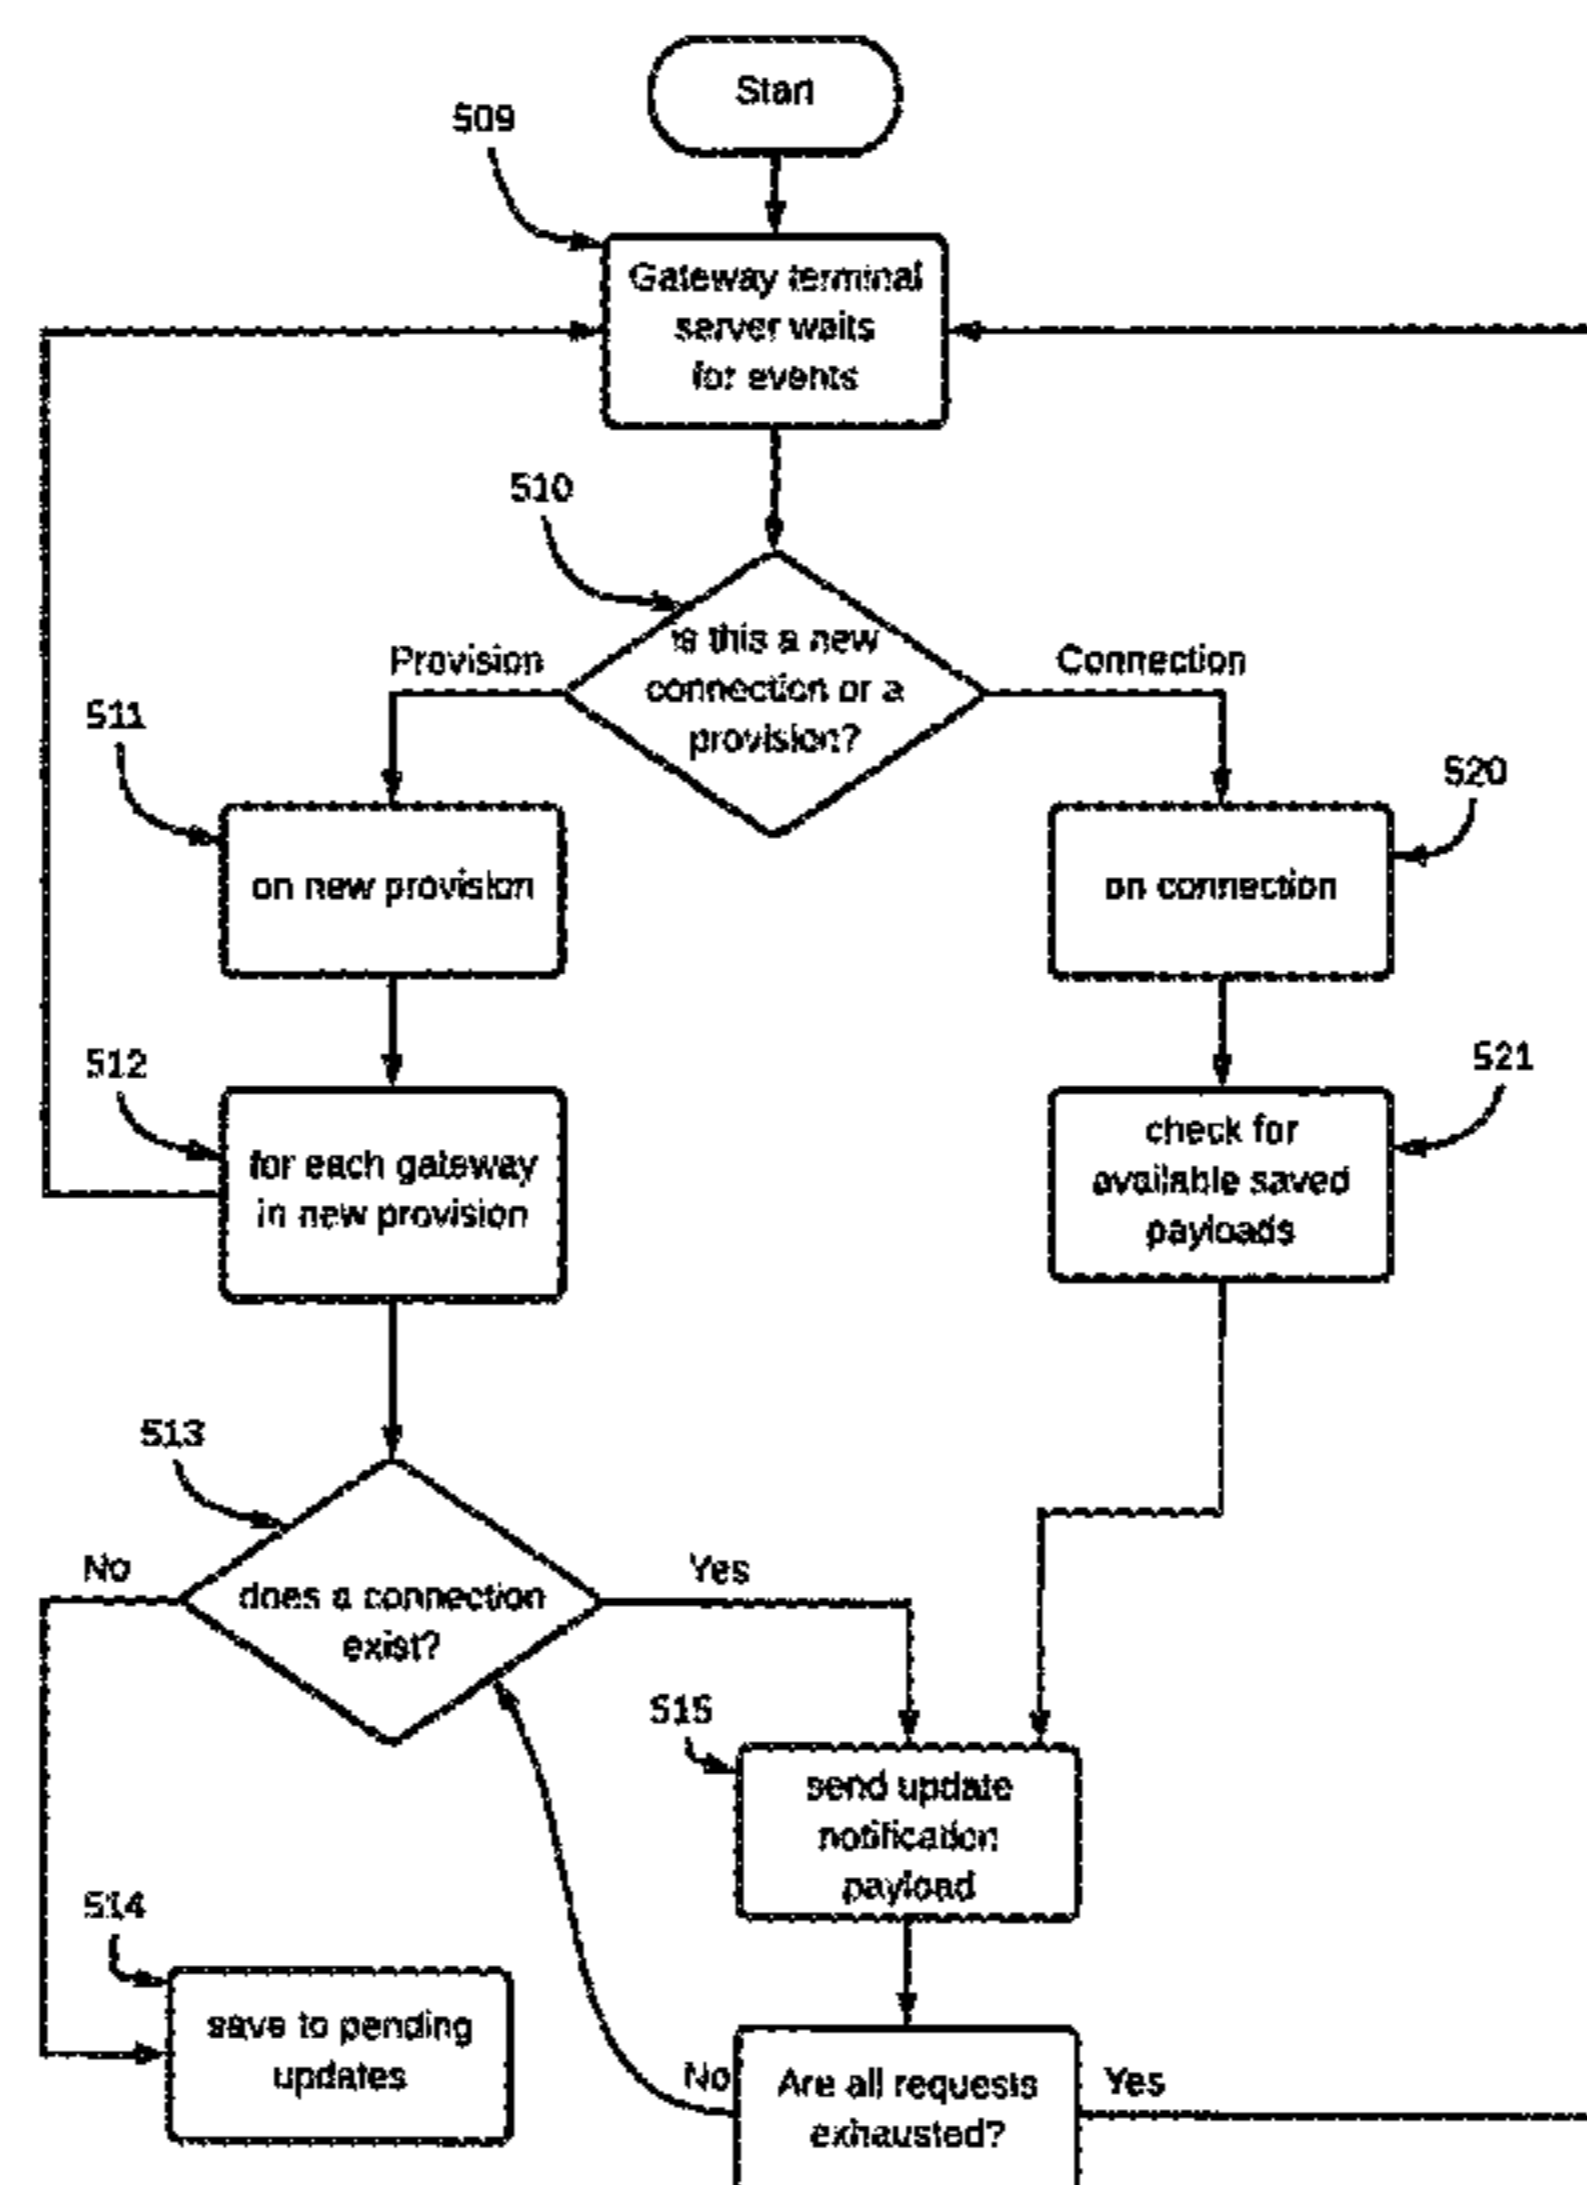 Start
509
Gateway terminal
server waits
for events
510
is this a new
connection or a
provision?
Provision
Connection
511
on new provision
520
on connection
512
for each gateway
in new provision
521
check for
available saved
payloads
513
does a connection
exist?
No
Yes
515
send update
notification
payload
514
save to pending
updates
No
Are all requests
exhausted?
Yes